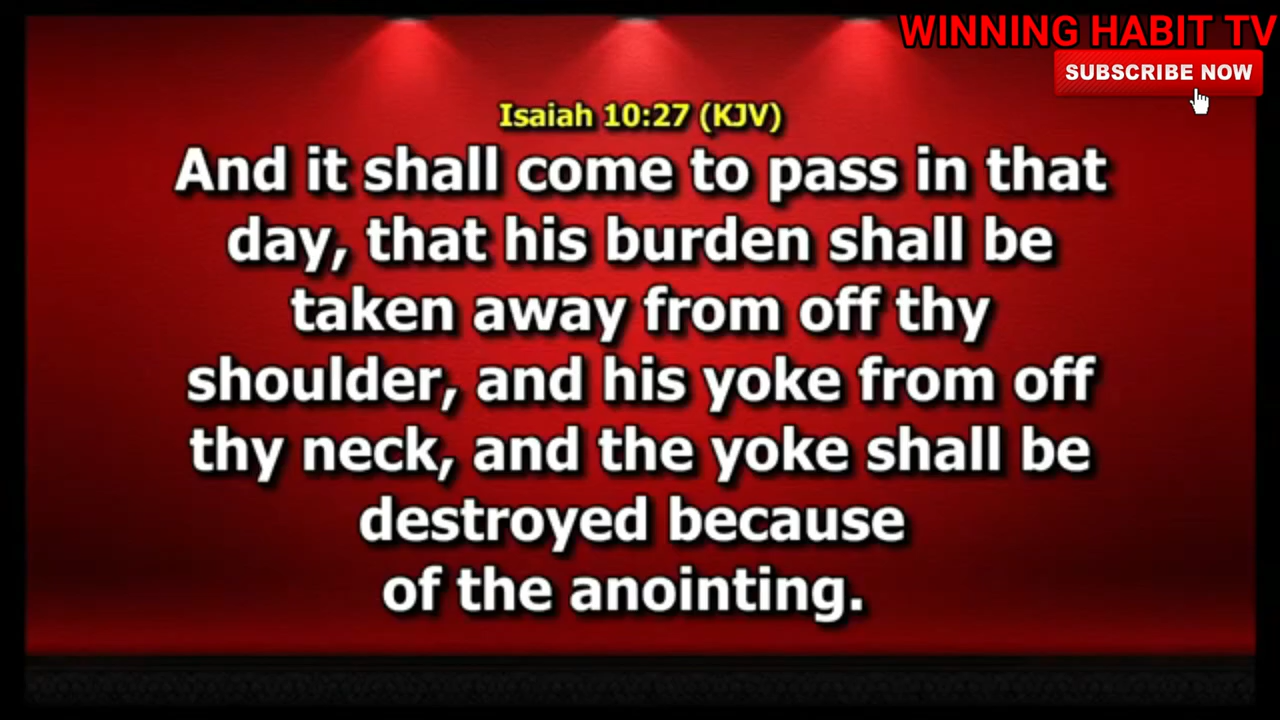 WINNING HABIT TV
SUBSCRIBE NOW
Isaiah 10:27 (KJV)
And it shall come to pass in that
day, that his burden shall be
taken away from off thy
shoulder, and his yoke from off
thy neck, and the yoke shall be
destroyed because
of the anointing.